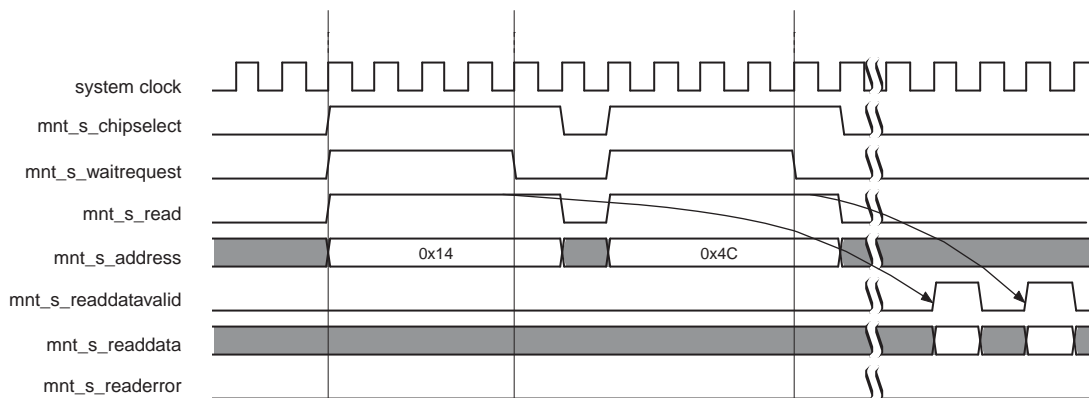 system clock
mnt_s_chipselect
mnt_s_waitrequest
mnt_s_read
mnt_s_address 0x14 0x4C
mnt_s_readdatavalid
mnt_s_readdata
mnt_s_readerror